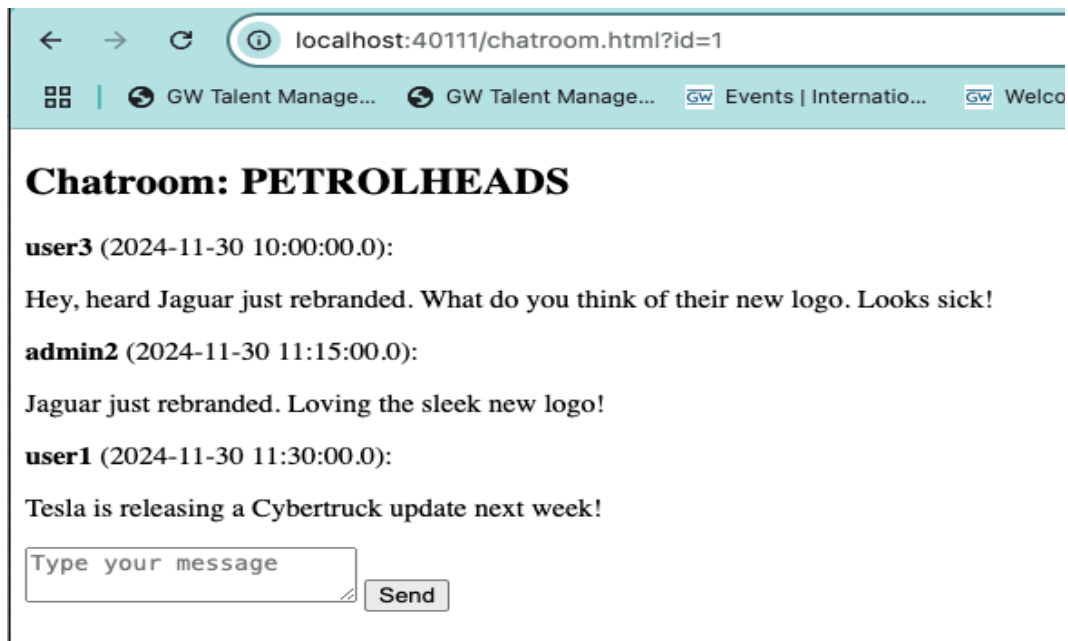 localhost:40111/chatroom.html?id=1
GW Talent Manage... GW Talent Manage... GW Events | Internatio... GW Welco
Chatroom: PETROLHEADS
user3 (2024-11-30 10:00:00.0):
Hey, heard Jaguar just rebranded. What do you think of their new logo. Looks sick!
admin2 (2024-11-30 11:15:00.0):
Jaguar just rebranded. Loving the sleek new logo!
user1 (2024-11-30 11:30:00.0):
Tesla is releasing a Cybertruck update next week!
Type your message
Send